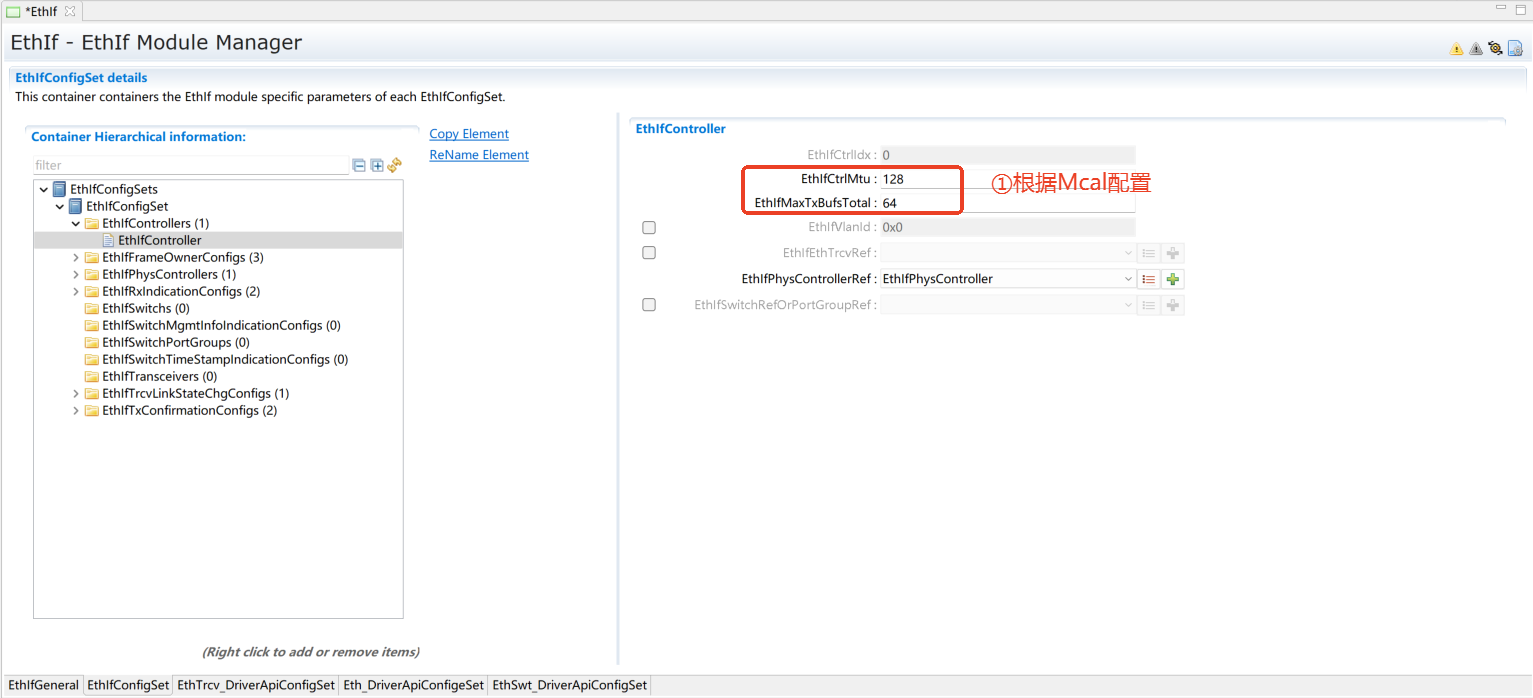 *EthIf
EthIf - EthIf Module Manager
EthIfConfigSet details
This container containers the EthIf module specific parameters of each EthIfConfigSet.
Container Hierarchical information:
filter
EthIfConfigSets
EthIfConfigSet
EthIfControllers (1)
EthIfController
EthIfFrameOwnerConfigs (3)
EthIfPhysControllers (1)
EthIfRxIndicationConfigs (2)
EthIfSwitchs (0)
EthIfSwitchMgmtInfoIndicationConfigs (0)
EthIfSwitchPortGroups (0)
EthIfSwitchTimeStampIndicationConfigs (0)
EthIfTransceivers (0)
EthIfTrcvLinkStateChgConfigs (1)
EthIfTxConfirmationConfigs (2)
(Right click to add or remove items)
Copy Element
ReName Element
EthIfController
EthIfCtrlIdx : 0
EthIfCtrlMtu : 128
EthIfMaxTxBufsTotal : 64
①根据Mcal配置
EthIfVlanId : 0x0
EthIfEthTrcvRef :
EthIfPhysControllerRef : EthIfPhysController
EthIfSwitchRefOrPortGroupRef :
EthIfGeneral EthIfConfigSet EthTrcv_DriverApiConfigSet Eth_DriverApiConfigeSet EthSwt_DriverApiConfigSet